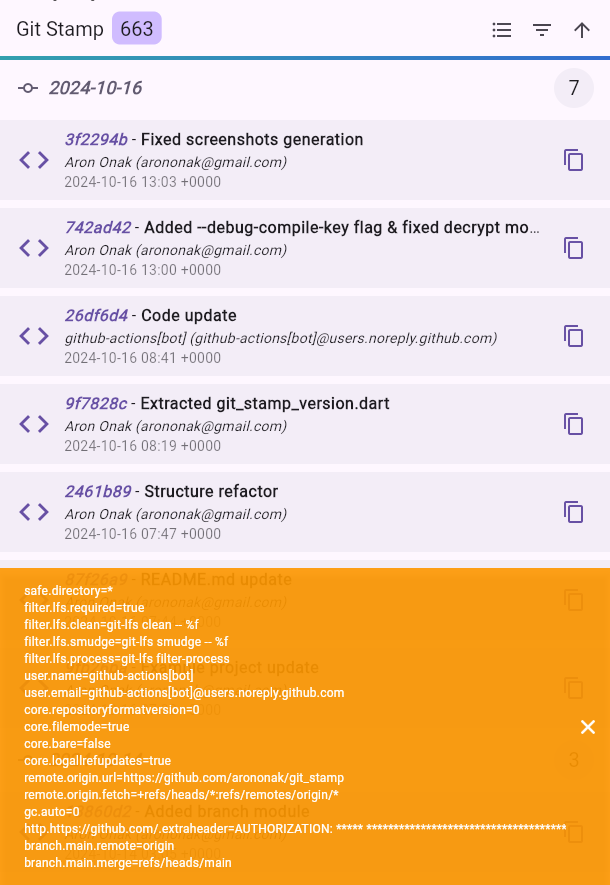 Git Stamp 663
2024-10-16 7
3f2294b - Fixed screenshots generation
Aron Onak (arononak@gmail.com)
2024-10-16 13:03 +0000
742ad42 - Added --debug-compile-key flag & fixed decrypt mo…
Aron Onak (arononak@gmail.com)
2024-10-16 13:00 +0000
26df6d4 - Code update
github-actions[bot] (github-actions[bot]@users.noreply.github.com)
2024-10-16 08:41 +0000
9f7828c - Extracted git_stamp_version.dart
Aron Onak (arononak@gmail.com)
2024-10-16 08:19 +0000
2461b89 - Structure refactor
Aron Onak (arononak@gmail.com)
2024-10-16 07:47 +0000
87f26a9 - README.md update
safe.directory=*
Aron Onak (arononak@gmail.com)
filter.lfs.required=true
filter.lfs.clean=git-lfs clean -- %f
filter.lfs.smudge=git-lfs smudge -- %f
filter.lfs.process=git-lfs filter-process
project update
user.name=github-actions[bot]
user.email=github-actions[bot]@users.noreply.github.com
core.repositoryformatversion=0
core.filemode=true
core.bare=false
3
core.logallrefupdates=true
remote.origin.url=https://github.com/arononak/git_stamp
remote.origin.fetch=+refs/heads/*:refs/remotes/origin/*
gc.auto=0
- Added branch module
http.https://github.com/.extraheader=AUTHORIZATION: ***** ***********************************
branch.main.remote=origin
branch.main.merge=refs/heads/main